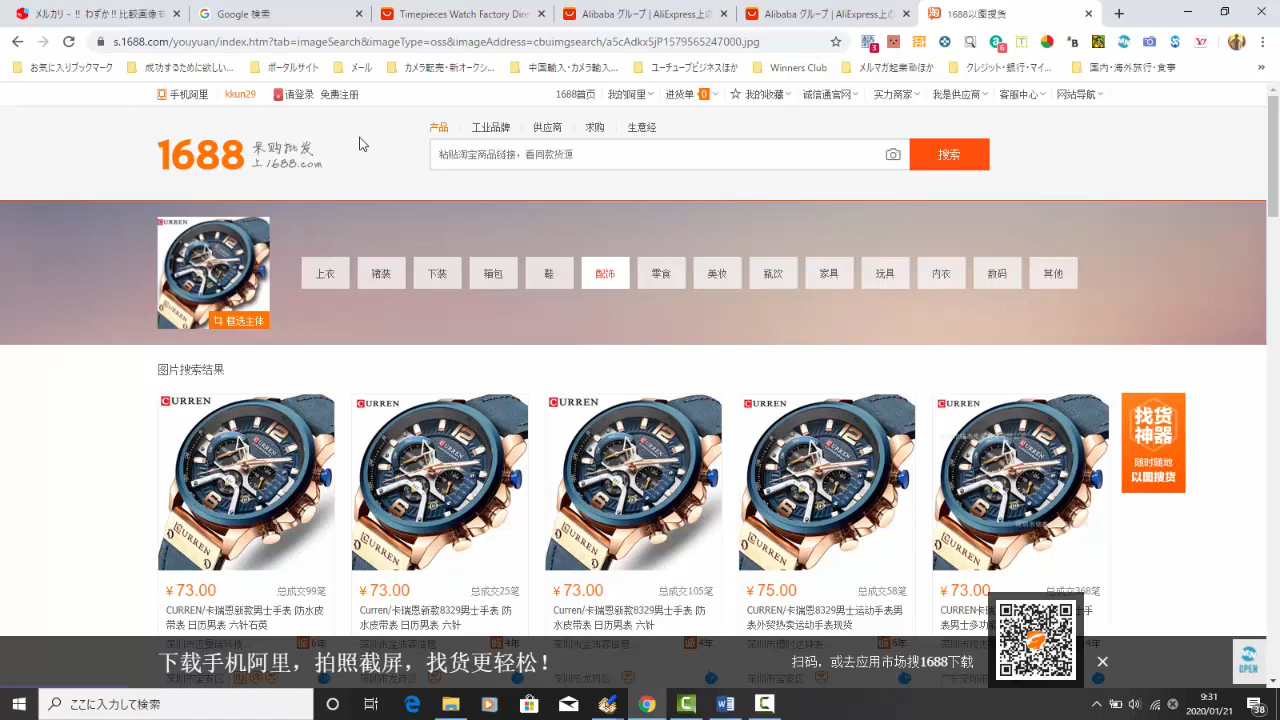 メルカリ - !! わずか!! 比較画像モ
Google 検索
Timepieces Watch Factory Dire
Alibaba グループ | AliExpress上の
Alibaba グループ | AliExpress上の
1688以图搜货
s.1688.com/youyuan/index.htm?tab=imageSearch&imageType=oss&imageAddress=cbuimgsearch/a5cAdkx5jP1579565247000.jpg
お気に入りブックマーク
成功するために欲しい...
ポータルサイト
メール
カメラ転売・新オークシ...
中国輸入・カメラ輸入...
ユーチューブビジネスほか
Winners Club
メルマガ起業塾ほか
クレジット・銀行・マイ...
国内・海外旅行・食事
手机阿里
kkun29
请登录
免费注册
1688首页
我的阿里
进货单 0
我的收藏
诚信通官网
实力商家
我是供应商
客服中心
网站导航
1688 采购批发
上1688.com
产品
工业品牌
供应商
求购
生意经
粘贴淘宝商品链接，看同款货源
搜索
CURREN
框选主体
上衣
裙装
下装
箱包
鞋
配饰
零食
美妆
瓶饮
家具
玩具
内衣
数码
其他
图片搜索结果
CURREN
CURREN
CURREN
CURREN
CURREN
找货
神器
随时随地
以图搜货
¥ 73.00 总成交99笔
CURREN/卡瑞恩新款男士手表 防水皮
带表 日历男表 六针石英
¥ 73.00 总成交25笔
Curren/卡瑞恩新款8329男士手表 防
水皮带表 日历男表 六针
¥ 73.00 总成交105笔
Curren/卡瑞恩新款8329男士手表 防
水皮带表 日历男表 六针
¥ 75.00 总成交58笔
CURREN/卡瑞恩8329男士运动手表男
表外贸热卖运动手表现货
¥ 73.00 总成交368笔
下载手机阿里，拍照截屏，找货更轻松！
扫码，或去应用市场搜1688下载
OPEN
ここに入力して検索
9:31
2020/01/21
38